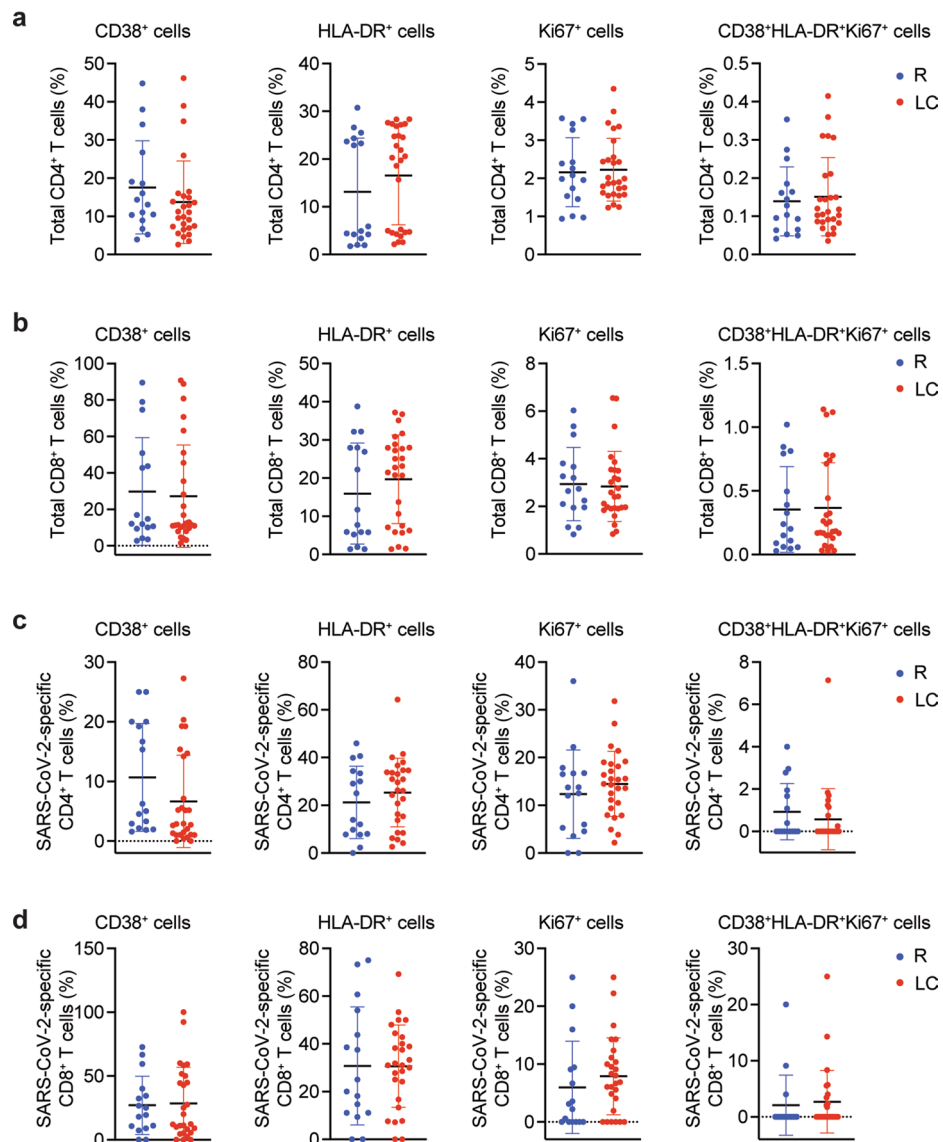 a
CD38⁺ cells
HLA-DR⁺ cells
Ki67⁺ cells
CD38⁺HLA-DR⁺Ki67⁺ cells
Total CD4⁺ T cells (%)
50
40
30
20
10
0
Total CD4⁺ T cells (%)
40
30
20
10
0
Total CD4⁺ T cells (%)
5
4
3
2
1
0
Total CD4⁺ T cells (%)
0.5
0.4
0.3
0.2
0.1
0.0
R
LC
b
CD38⁺ cells
HLA-DR⁺ cells
Ki67⁺ cells
CD38⁺HLA-DR⁺Ki67⁺ cells
Total CD8⁺ T cells (%)
100
80
60
40
20
0
Total CD8⁺ T cells (%)
50
40
30
20
10
0
Total CD8⁺ T cells (%)
8
6
4
2
0
Total CD8⁺ T cells (%)
1.5
1.0
0.5
0.0
R
LC
c
CD38⁺ cells
HLA-DR⁺ cells
Ki67⁺ cells
CD38⁺HLA-DR⁺Ki67⁺ cells
SARS-CoV-2-specific
CD4⁺ T cells (%)
30
20
10
0
SARS-CoV-2-specific
CD4⁺ T cells (%)
80
60
40
20
0
SARS-CoV-2-specific
CD4⁺ T cells (%)
40
30
20
10
0
SARS-CoV-2-specific
CD4⁺ T cells (%)
8
6
4
2
0
R
LC
d
CD38⁺ cells
HLA-DR⁺ cells
Ki67⁺ cells
CD38⁺HLA-DR⁺Ki67⁺ cells
SARS-CoV-2-specific
CD8⁺ T cells (%)
150
100
50
0
SARS-CoV-2-specific
CD8⁺ T cells (%)
80
60
40
20
0
SARS-CoV-2-specific
CD8⁺ T cells (%)
30
20
10
0
SARS-CoV-2-specific
CD8⁺ T cells (%)
30
20
10
0
R
LC